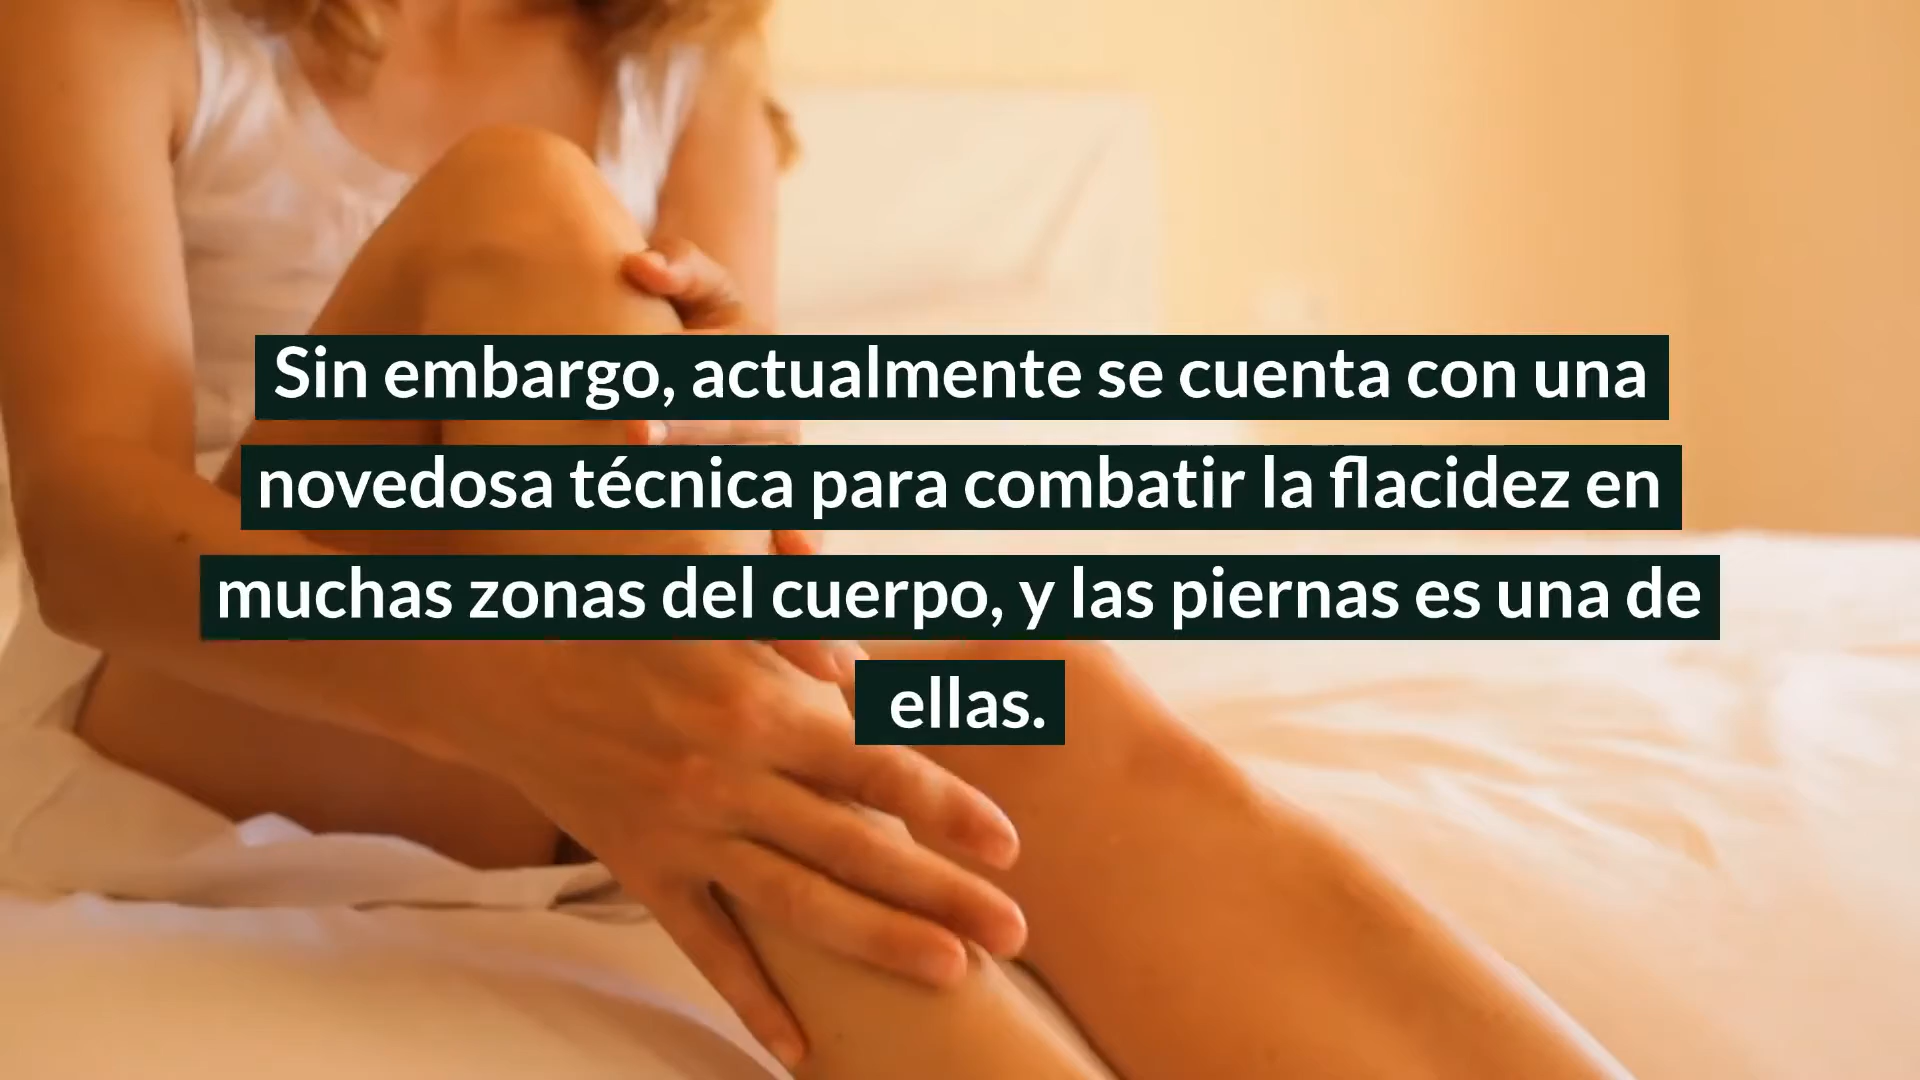 Sin embargo, actualmente se cuenta con una
novedosa técnica para combatir la flacidez en
muchas zonas del cuerpo, y las piernas es una de
ellas.